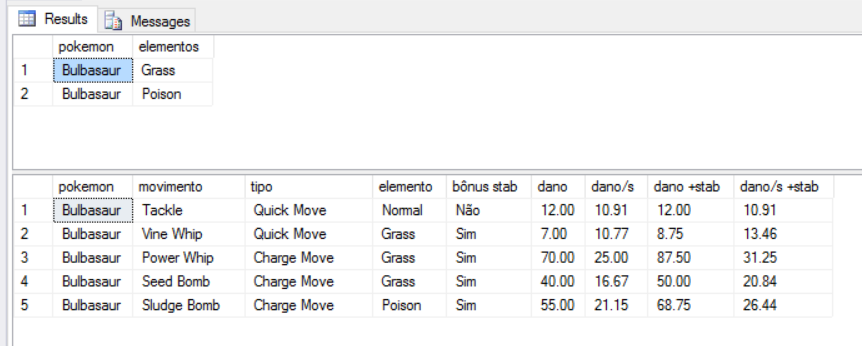 Results Messages
pokemon elementos
1 Bulbasaur Grass
2 Bulbasaur Poison
pokemon movimento tipo elemento bônus stab dano dano/s dano +stab dano/s +stab
1 Bulbasaur Tackle Quick Move Normal Não 12.00 10.91 12.00 10.91
2 Bulbasaur Vine Whip Quick Move Grass Sim 7.00 10.77 8.75 13.46
3 Bulbasaur Power Whip Charge Move Grass Sim 70.00 25.00 87.50 31.25
4 Bulbasaur Seed Bomb Charge Move Grass Sim 40.00 16.67 50.00 20.84
5 Bulbasaur Sludge Bomb Charge Move Poison Sim 55.00 21.15 68.75 26.44